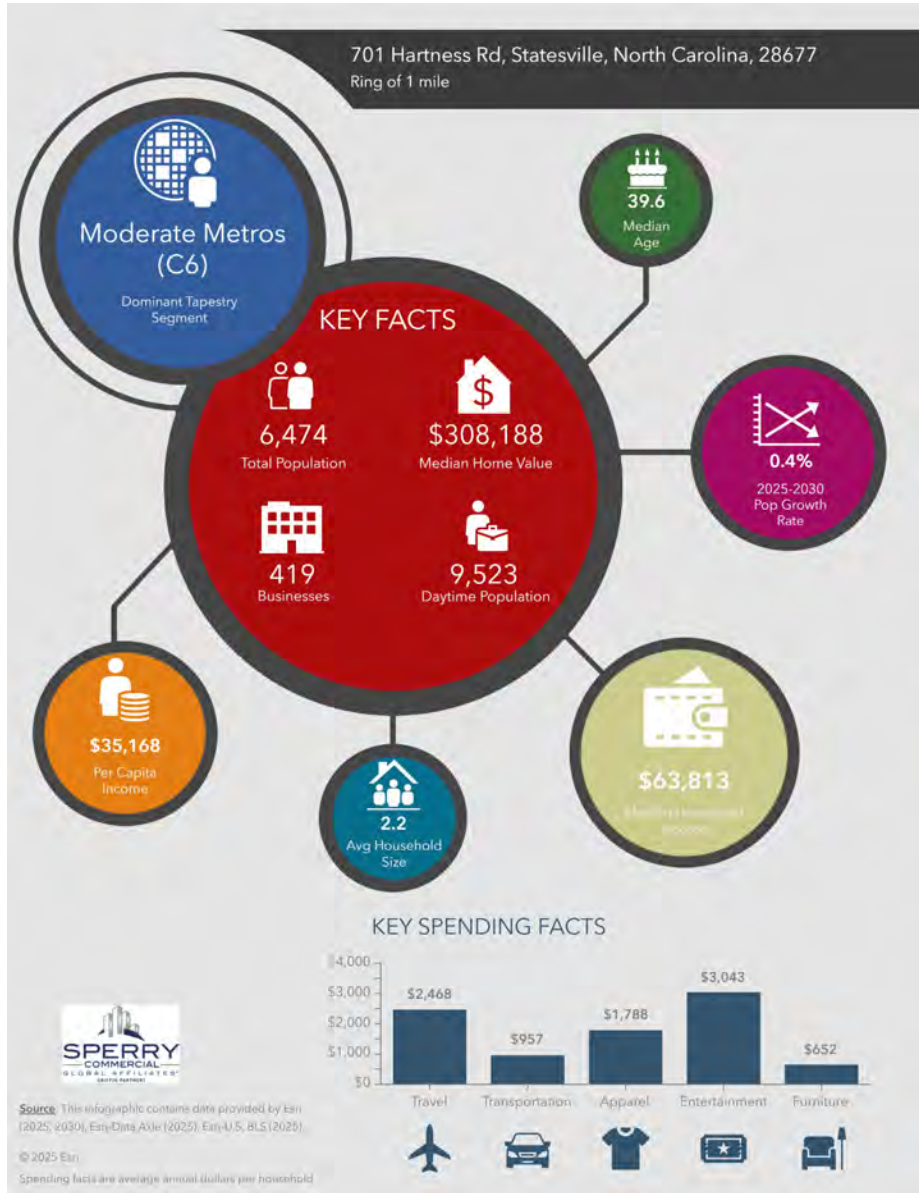 701 Hartness Rd, Statesville, North Carolina, 28677
Ring of 1 mile
Moderate Metros
(C6)
Dominant Tapestry
Segment
39.6
Median
Age
KEY FACTS
6,474
Total Population
$308,188
Median Home Value
419
Businesses
9,523
Daytime Population
0.4%
2025-2030
Pop Growth
Rate
$35,168
Per Capita
Income
2.2
Avg Household
Size
$63,813
Median Household
Income
KEY SPENDING FACTS
$4,000
$3,000
$2,000
$1,000
$0
$2,468
$957
$1,788
$3,043
$652
Travel
Transportation
Apparel
Entertainment
Furniture
SPERRY
COMMERCIAL
GLOBAL AFFILIATES
GRIFFIN PARTNERS
Source: This infographic contains data provided by Esri
(2025, 2030), Esri-Data Axle (2025), Esri-U.S. BLS (2025).
© 2025 Esri
Spending facts are average annual dollars per household